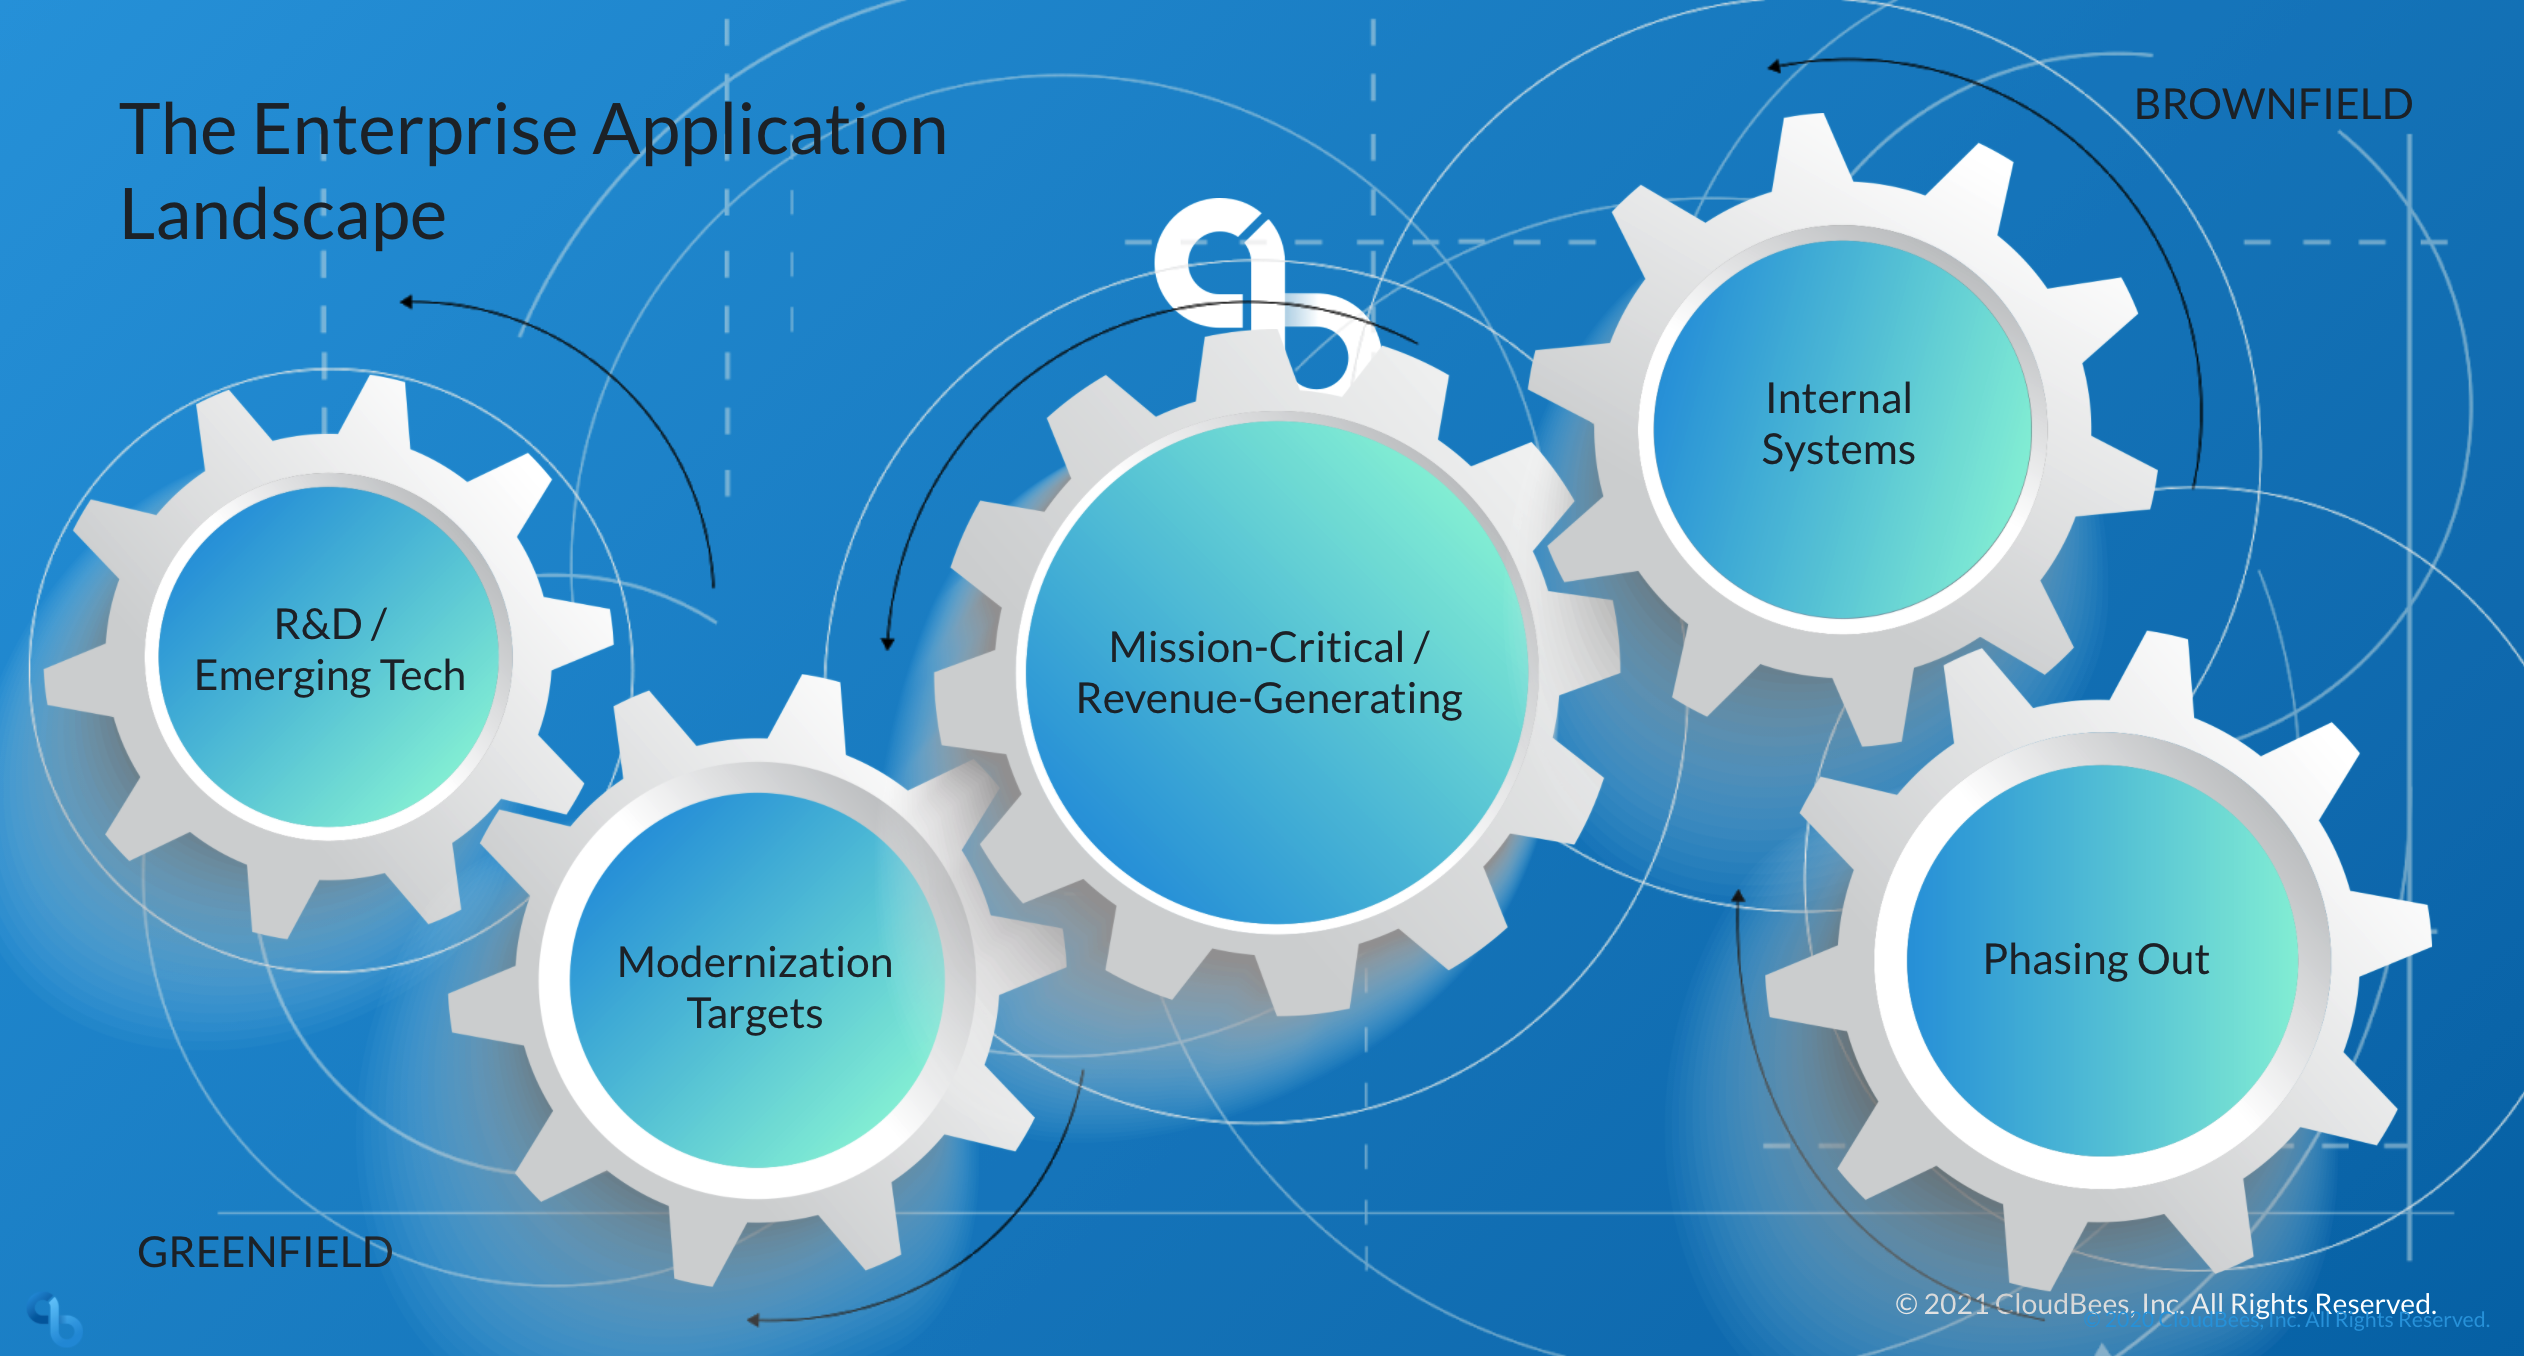 The Enterprise Application
Landscape
BROWNFIELD
Internal
Systems
R&D /
Emerging Tech
Mission-Critical /
Revenue-Generating
Modernization
Targets
Phasing Out
GREENFIELD
© 2021 CloudBees, Inc. All Rights Reserved.
CloudBees, Inc. All Rights Reserved.